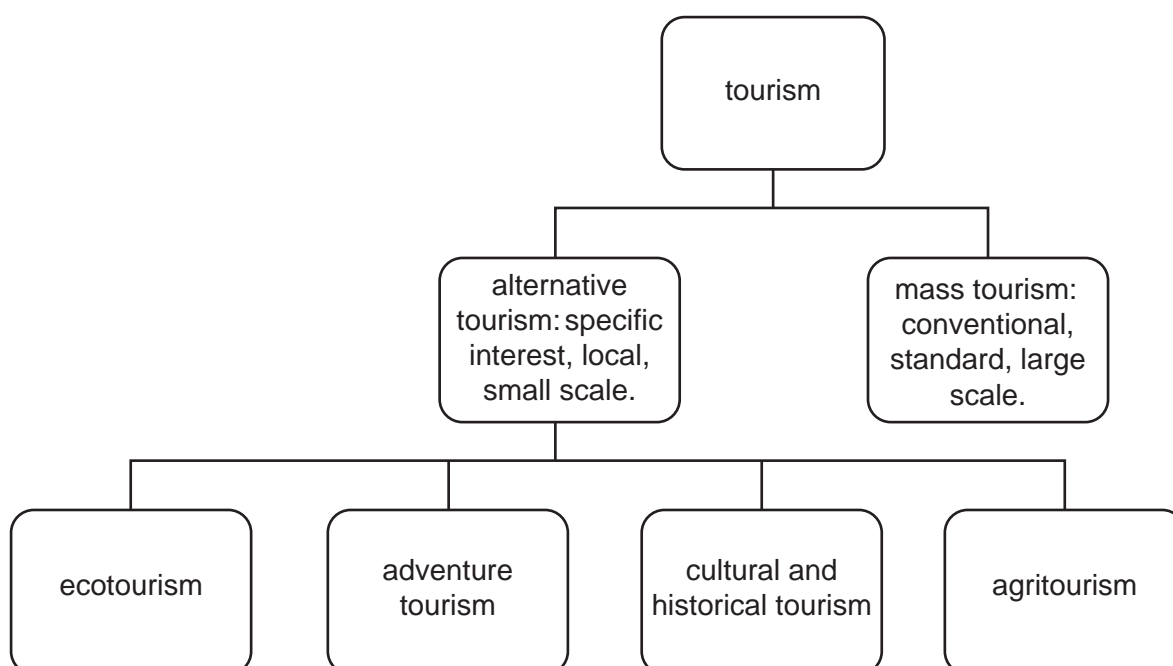 tourism
alternative
tourism: specific
interest, local,
small scale.
mass tourism:
conventional,
standard, large
scale.
ecotourism
adventure
tourism
cultural and
historical tourism
agritourism